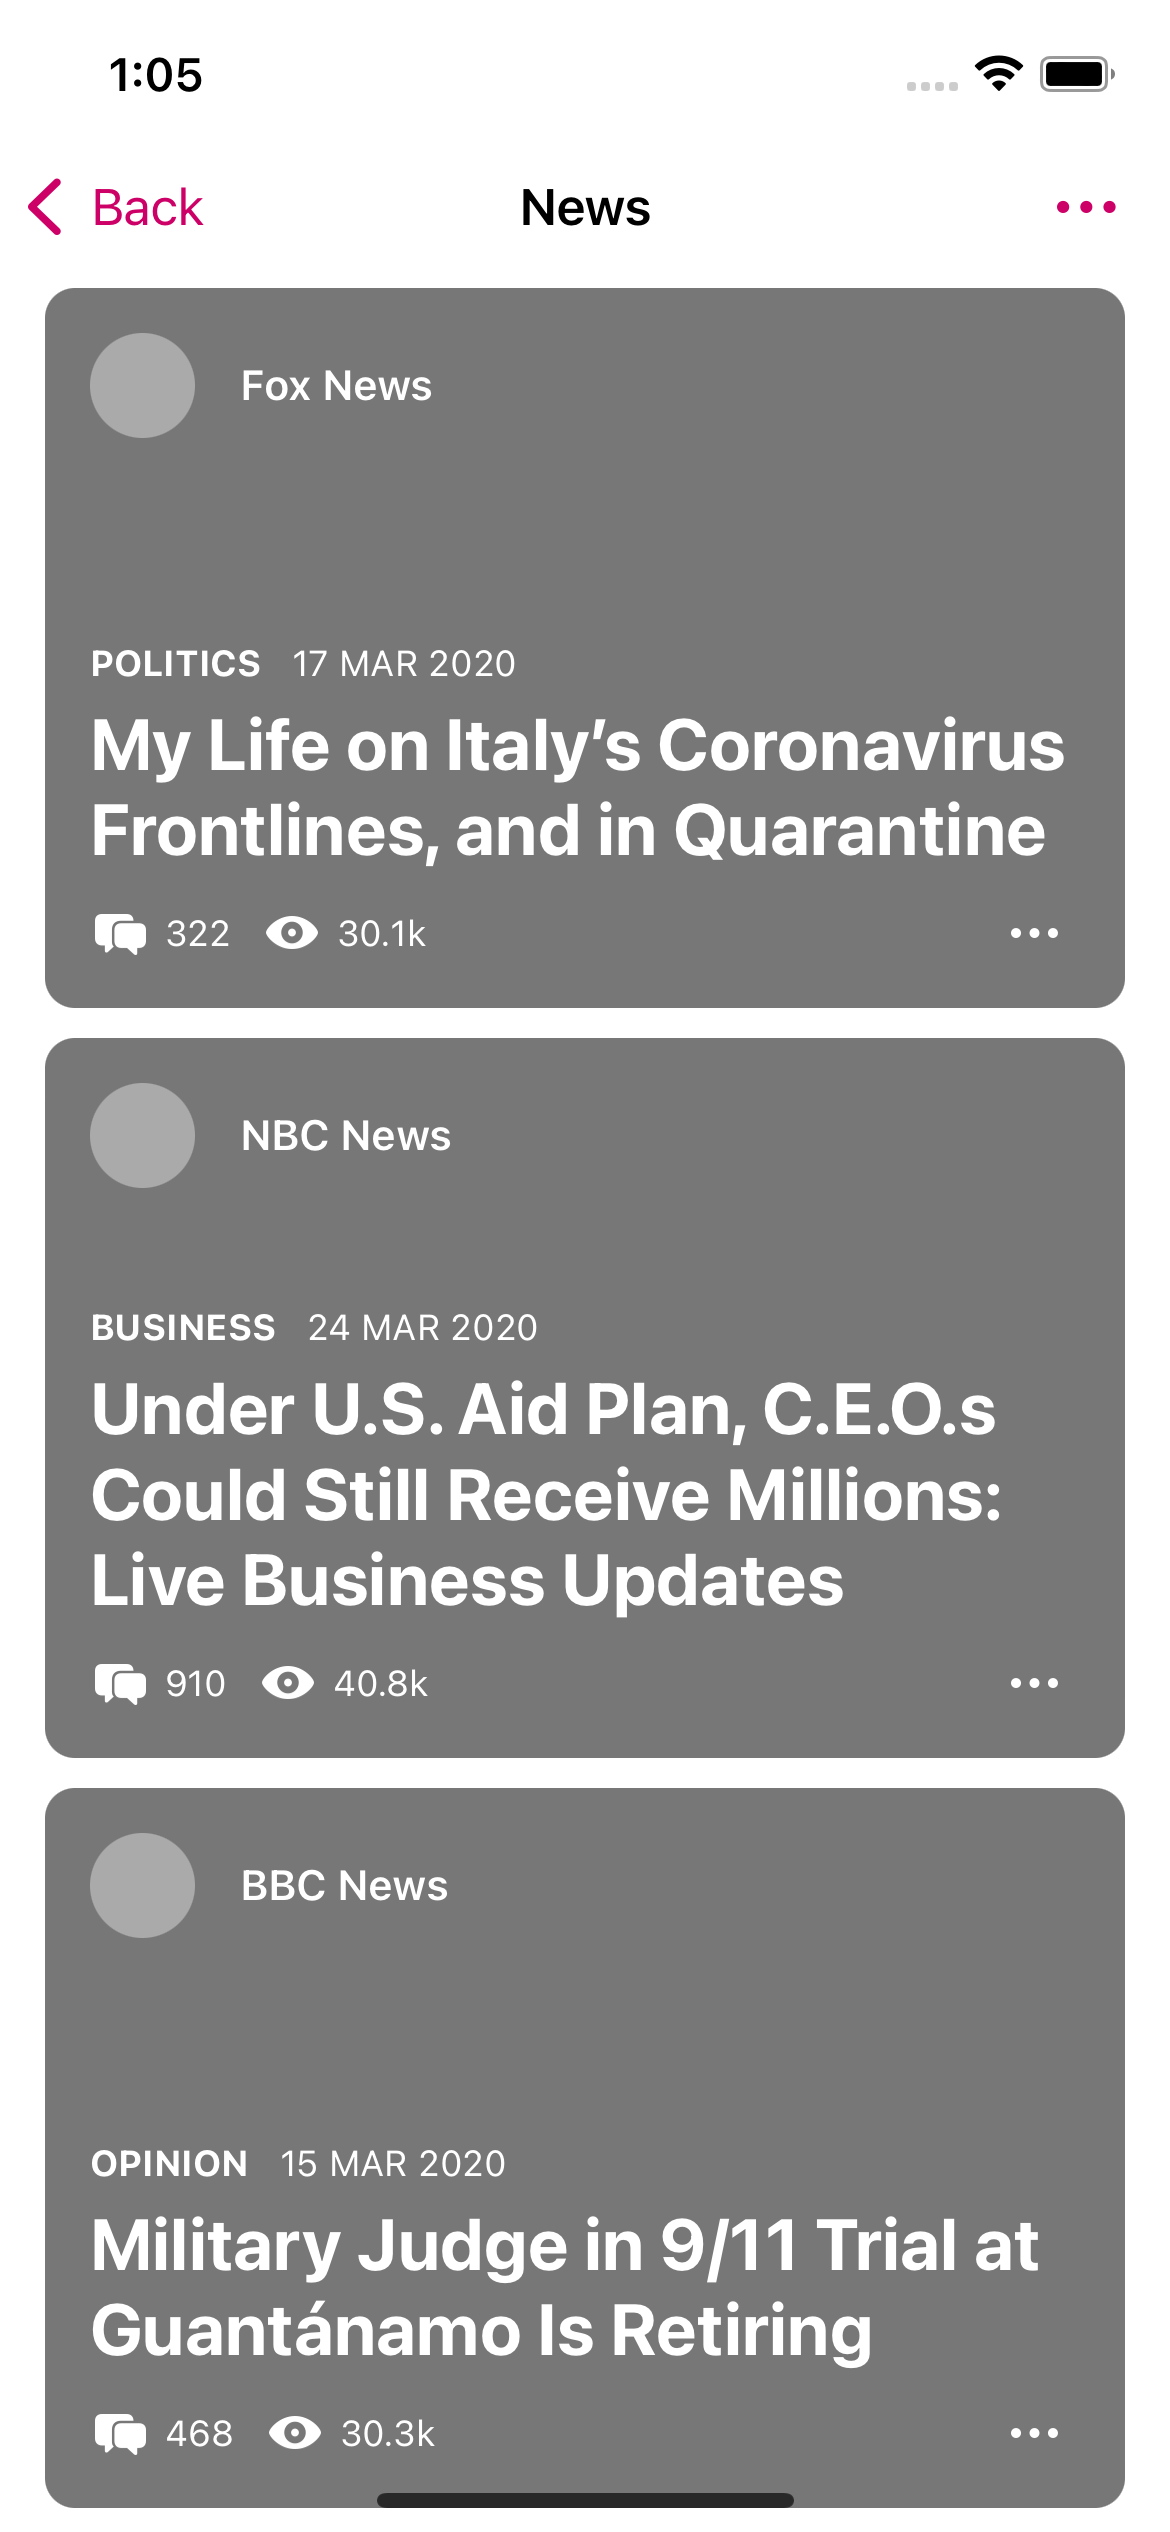 1:05
Back
News
Fox News
POLITICS 17 MAR 2020
My Life on Italy’s Coronavirus
Frontlines, and in Quarantine
322 30.1k
NBC News
BUSINESS 24 MAR 2020
Under U.S. Aid Plan, C.E.O.s
Could Still Receive Millions:
Live Business Updates
910 40.8k
BBC News
OPINION 15 MAR 2020
Military Judge in 9/11 Trial at
Guantánamo Is Retiring
468 30.3k